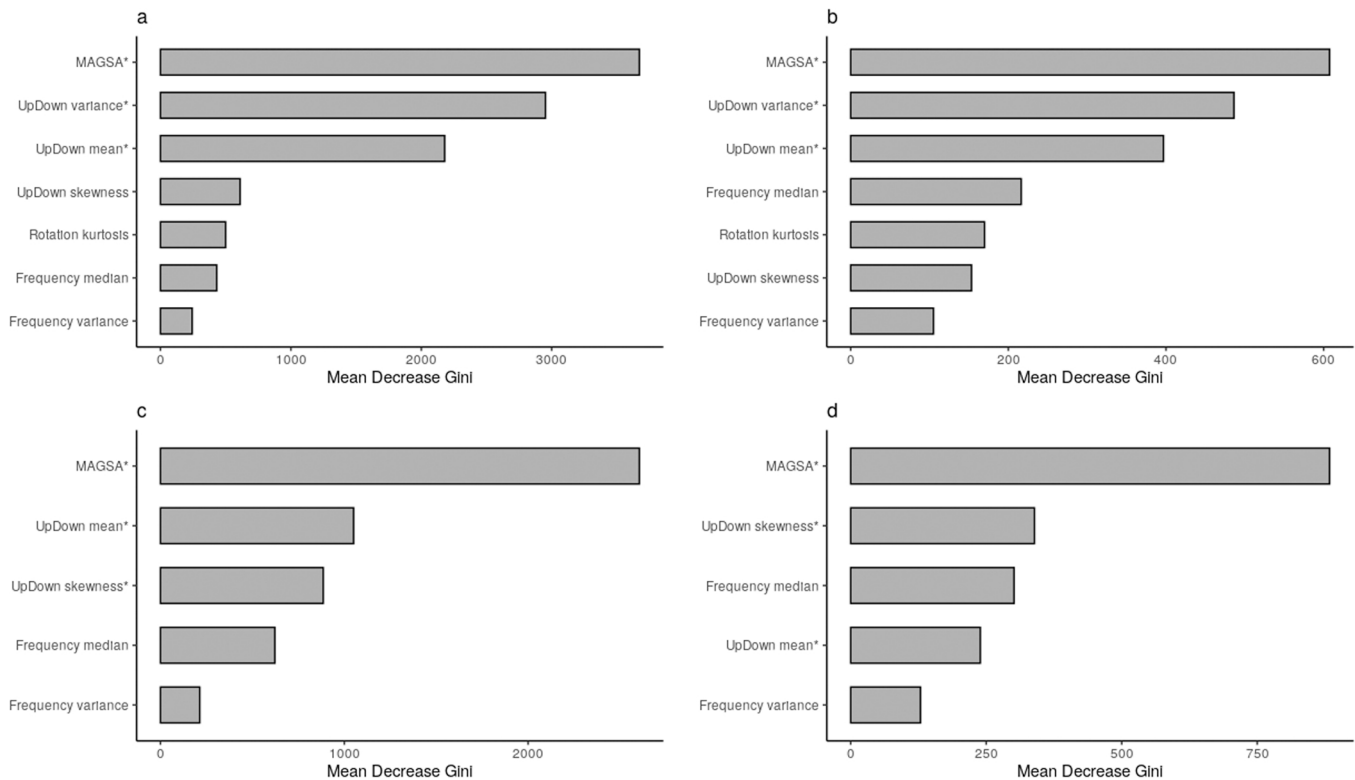 a
MAGSA*
UpDown variance*
UpDown mean*
UpDown skewness
Rotation kurtosis
Frequency median
Frequency variance
0 1000 2000 3000
Mean Decrease Gini
b
MAGSA*
UpDown variance*
UpDown mean*
Frequency median
Rotation kurtosis
UpDown skewness
Frequency variance
0 200 400 600
Mean Decrease Gini
c
MAGSA*
UpDown mean*
UpDown skewness*
Frequency median
Frequency variance
0 1000 2000
Mean Decrease Gini
d
MAGSA*
UpDown skewness*
Frequency median
UpDown mean*
Frequency variance
0 250 500 750
Mean Decrease Gini